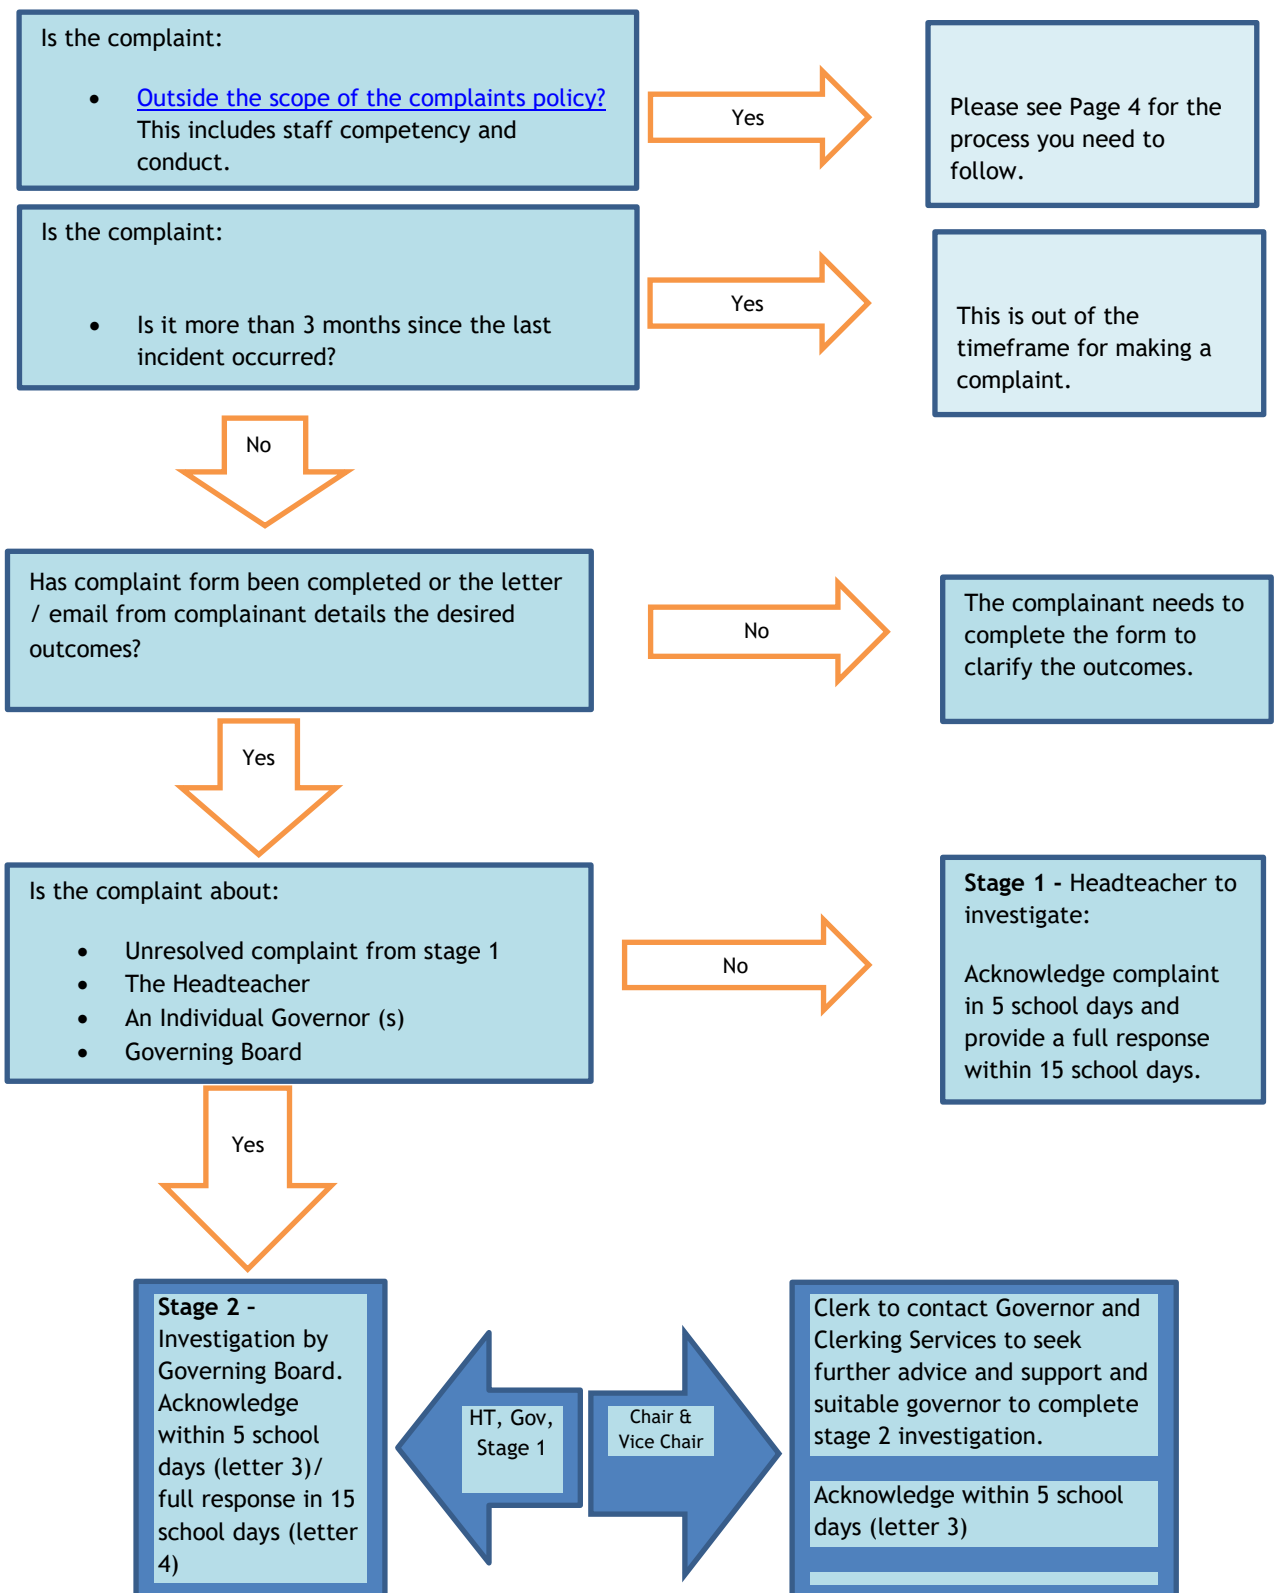 Is the complaint:
• Outside the scope of the complaints policy?
This includes staff competency and
conduct.
Yes
Please see Page 4 for the
process you need to
follow.
Is the complaint:
• Is it more than 3 months since the last
incident occurred?
Yes
This is out of the
timeframe for making a
complaint.
No
Has complaint form been completed or the letter
/ email from complainant details the desired
outcomes?
No
The complainant needs to
complete the form to
clarify the outcomes.
Yes
Is the complaint about:
• Unresolved complaint from stage 1
• The Headteacher
• An Individual Governor (s)
• Governing Board
No
Stage 1 - Headteacher to
investigate:
Acknowledge complaint
in 5 school days and
provide a full response
within 15 school days.
Yes
Stage 2 –
Investigation by
Governing Board.
Acknowledge
within 5 school
days (letter 3)/
full response in 15
school days (letter
4)
HT, Gov,
Stage 1
Chair &
Vice Chair
Clerk to contact Governor and
Clerking Services to seek
further advice and support and
suitable governor to complete
stage 2 investigation.
Acknowledge within 5 school
days (letter 3)